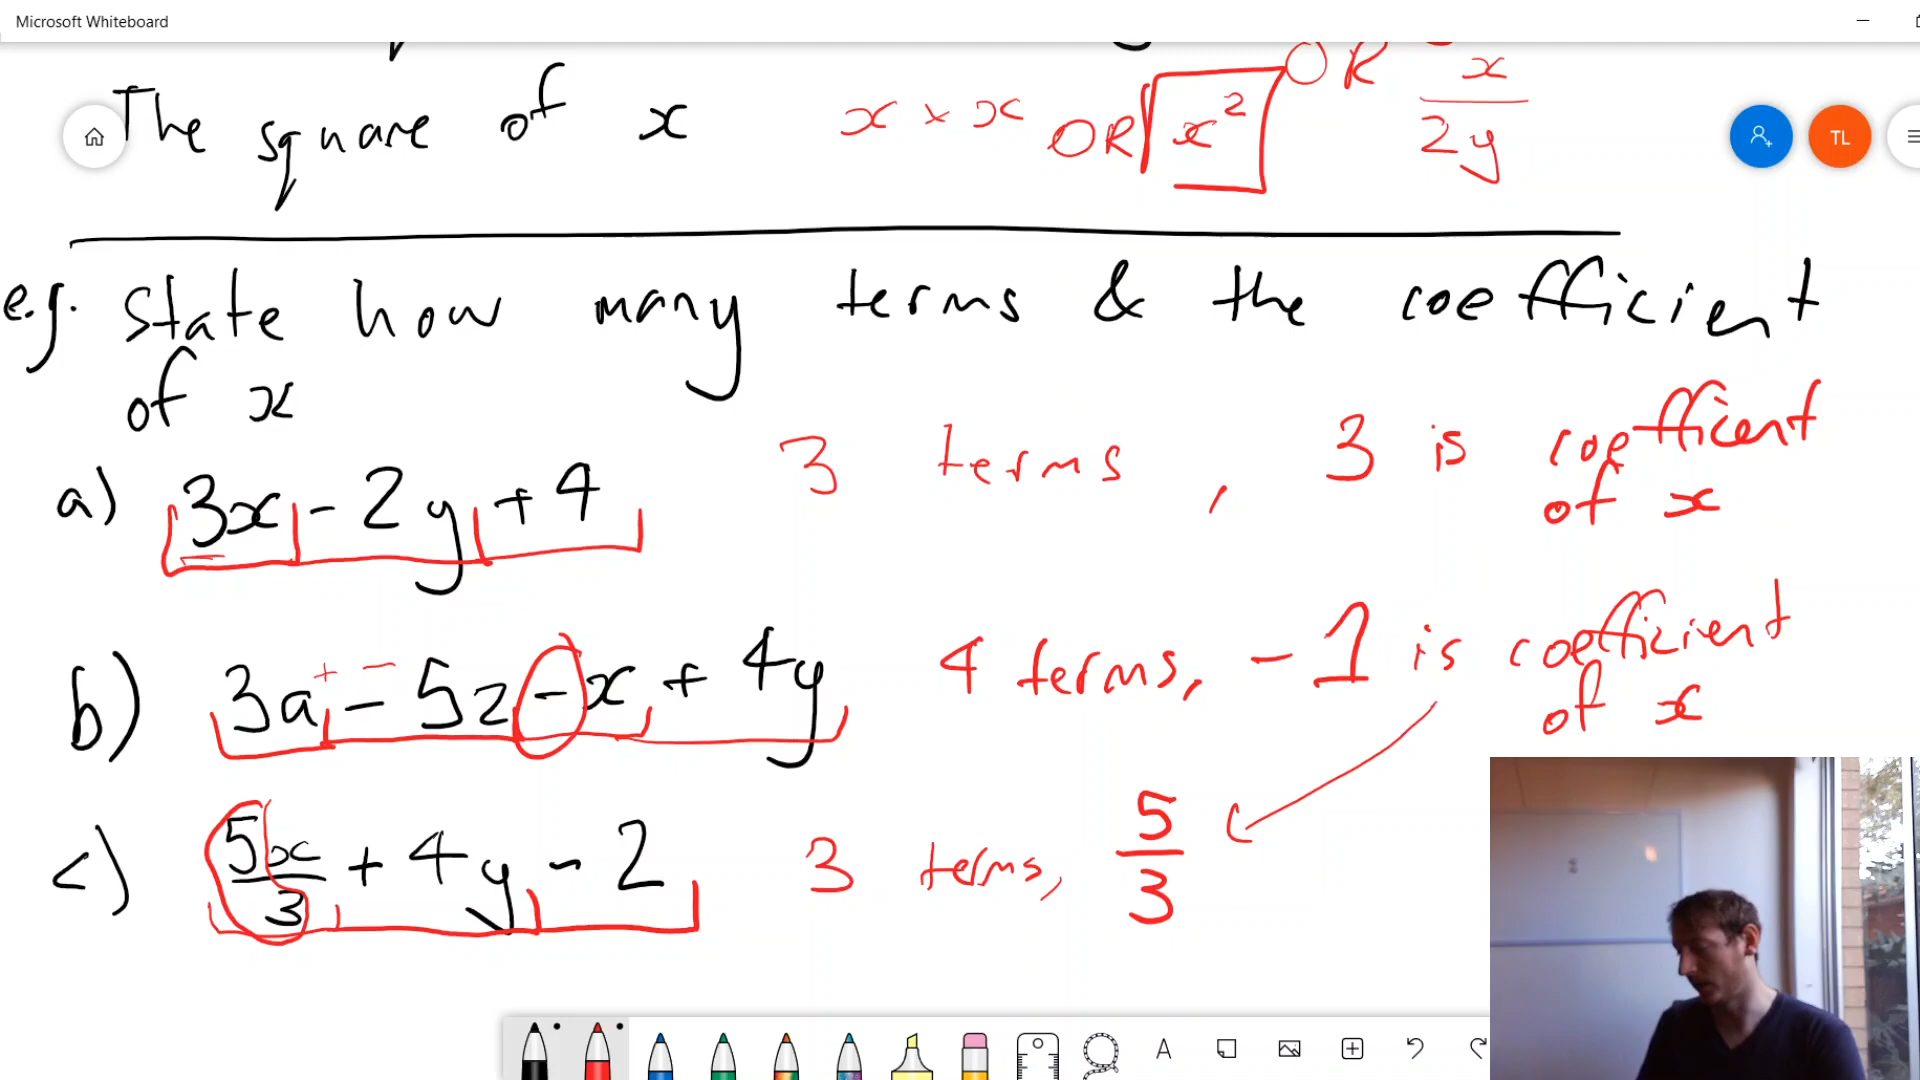 Microsoft Whiteboard
The square of x x × x OR x² OR x/2y
TL
e.g. State how many terms & the coefficient
of x
a) 3x - 2y + 4 3 terms, 3 is coefficent
of x
b) 3a - 5z - x + 4y 4 terms, -1 is coefficient
+ -
of x
c) 5x/3 + 4y - 2 3 terms, 5/3
A